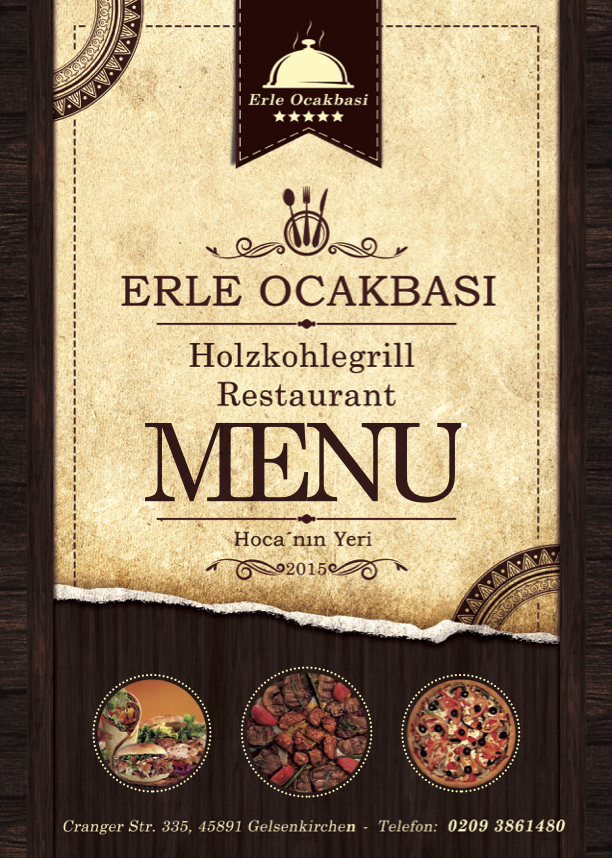 Erle Ocakbasi
ERLE OCAKBASI
Holzkohlegrill
Restaurant
MENU
Hoca´nın Yeri
2015
Cranger Str. 335, 45891 Gelsenkirchen - Telefon: 0209 3861480